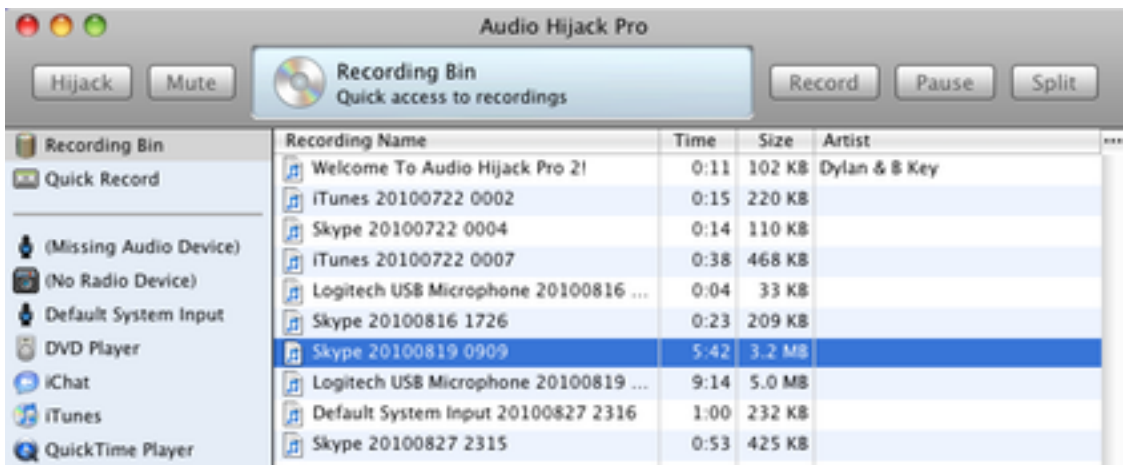 Audio Hijack Pro
Hijack Mute Recording Bin Record Pause Split
Quick access to recordings
Recording Bin
Quick Record
(Missing Audio Device)
(No Radio Device)
Default System Input
DVD Player
iChat
iTunes
QuickTime Player
Recording Name Time Size Artist
Welcome To Audio Hijack Pro 2! 0:11 102 KB Dylan & B Key
iTunes 20100722 0002 0:15 220 KB
Skype 20100722 0004 0:14 110 KB
iTunes 20100722 0007 0:38 468 KB
Logitech USB Microphone 20100816 ... 0:04 33 KB
Skype 20100816 1726 0:23 209 KB
Skype 20100819 0909 5:42 3.2 MB
Logitech USB Microphone 20100819 ... 9:14 5.0 MB
Default System Input 20100827 2316 1:00 232 KB
Skype 20100827 2315 0:53 425 KB